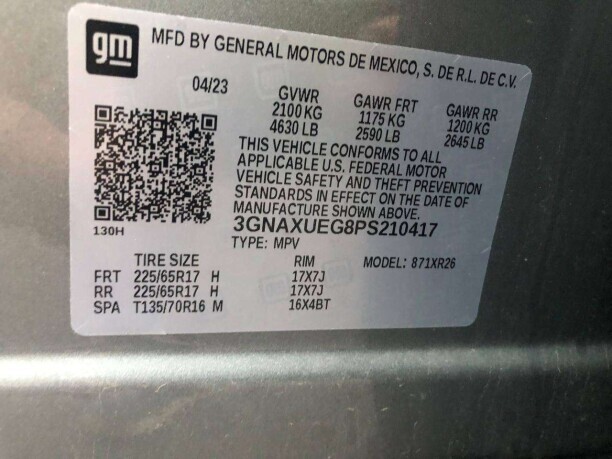 gm
MFD BY GENERAL MOTORS DE MEXICO, S. DE R.L. DE C.V.
04/23 GVWR GAWR FRT GAWR RR
2100 KG 1175 KG 1200 KG
4630 LB 2590 LB 2645 LB
THIS VEHICLE CONFORMS TO ALL
APPLICABLE U.S. FEDERAL MOTOR
VEHICLE SAFETY AND THEFT PREVENTION
STANDARDS IN EFFECT ON THE DATE OF
MANUFACTURE SHOWN ABOVE.
130H 3GNAXUEG8PS210417
TYPE: MPV
TIRE SIZE RIM MODEL: 871XR26
FRT 225/65R17 H 17X7J
RR 225/65R17 H 17X7J
SPA T135/70R16 M 16X4BT